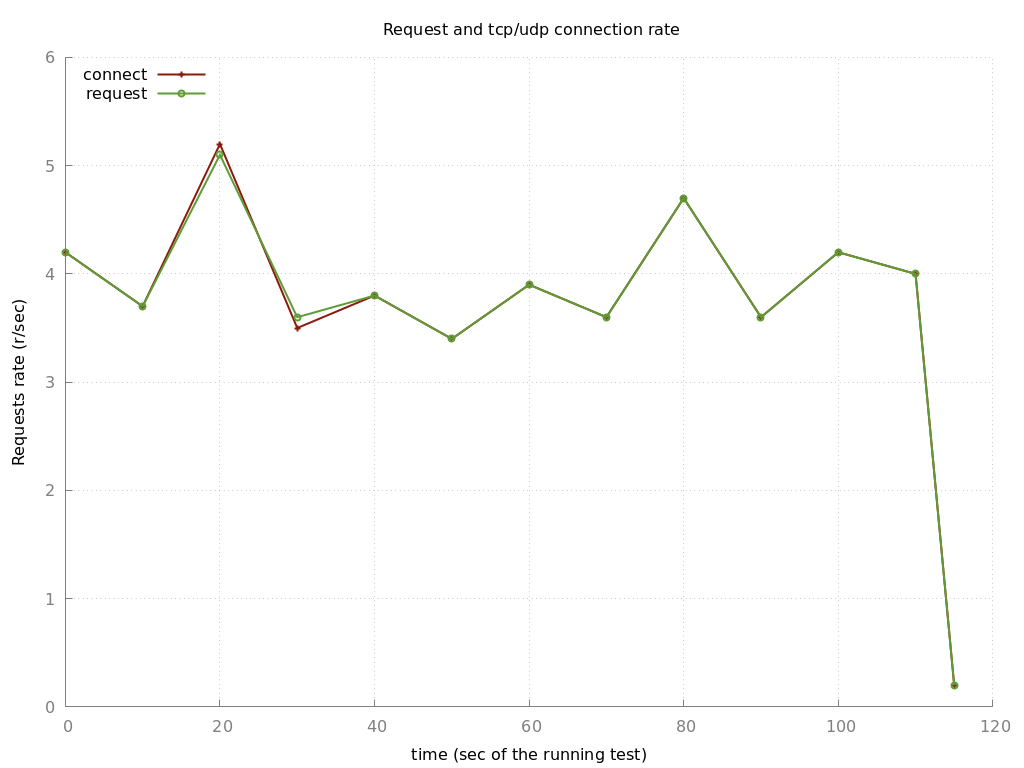 Request and tcp/udp connection rate
connect
request
6
5
4
3
2
1
0
Requests rate (r/sec)
0 20 40 60 80 100 120
time (sec of the running test)